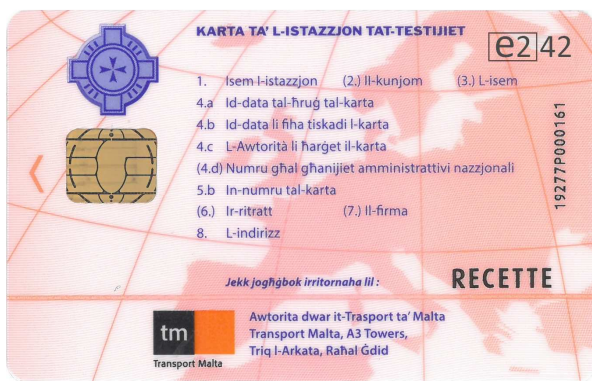 KARTA TA' L-ISTAZZJON TAT-TESTIJIET
e2 42
1. Isem l-istazzjon (2.) Il-kunjom (3.) L-isem
4.a Id-data tal-ħruġ tal-karta
4.b Id-data li fiha tiskadi l-karta
4.c L-Awtorità li ħarġet il-karta
(4.d) Numru għal għanijiet amministrattivi nazzjonali
5.b In-numru tal-karta
(6.) Ir-ritratt (7.) Il-firma
8. L-indirizz
19277P000161
Jekk jogħġbok irritornaha lil :
RECETTE
tm
Transport Malta
Awtorita dwar it-Trasport ta' Malta
Transport Malta, A3 Towers,
Triq l-Arkata, Raħal Ġdid